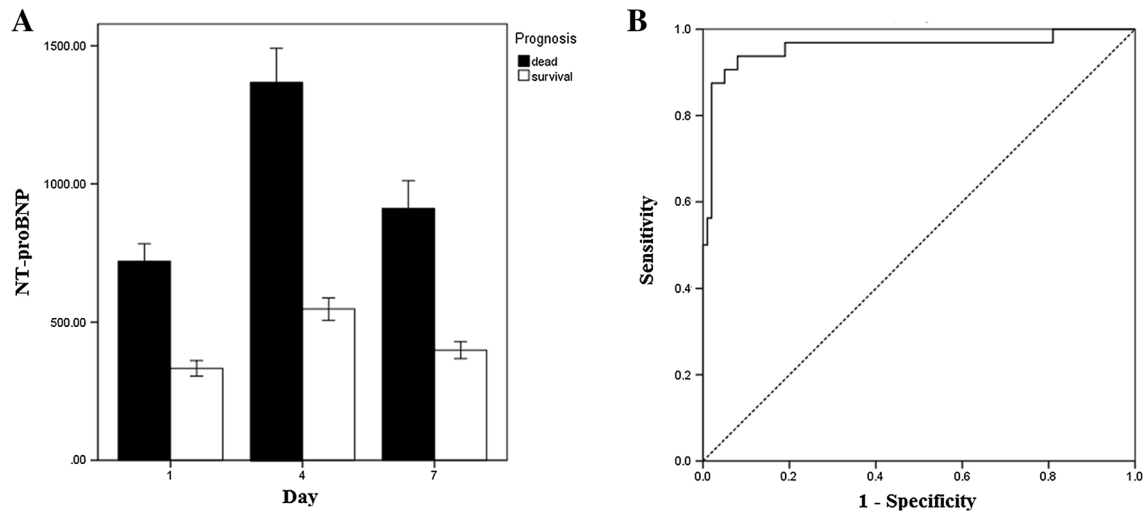 A
1500.00
1000.00
500.00
.00
NT-proBNP
1 4 7
Day
Prognosis
dead
survival
B
1.0
0.8
0.6
0.4
0.2
0.0
Sensitivity
0.0 0.2 0.4 0.6 0.8 1.0
1 - Specificity